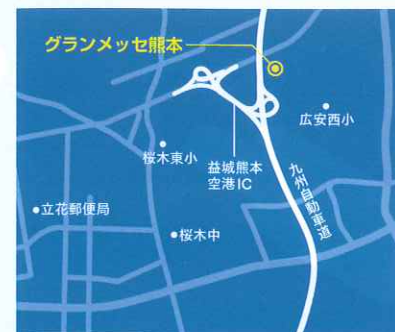 グランメッセ熊本
広安西小
桜木東小
益城熊本
空港IC
九州自動車道
立花郵便局
桜木中